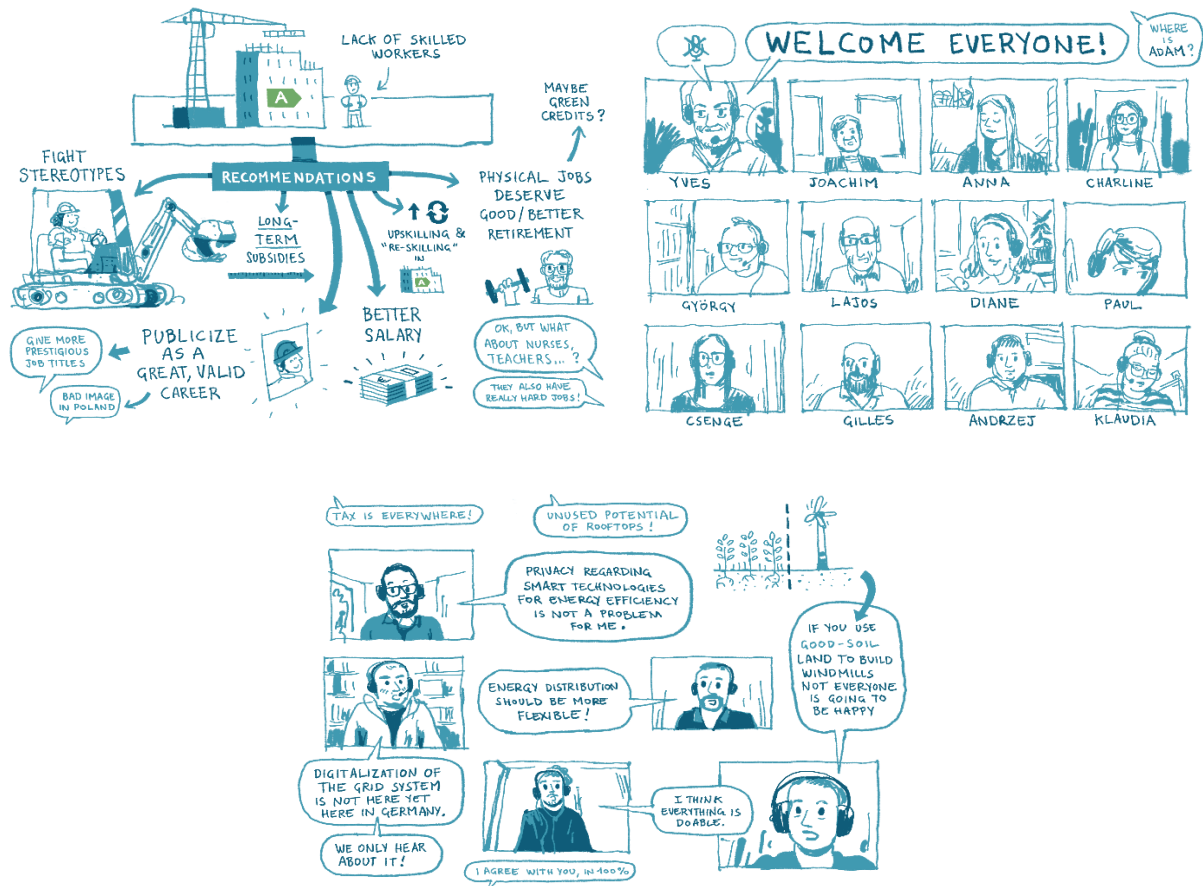 LACK OF SKILLED
WORKERS
A
RECOMMENDATIONS
FIGHT
STEREOTYPES
LONG-
TERM
SUBSIDIES
UPSKILLING &
"RE-SKILLING"
IN
A
MAYBE
GREEN
CREDITS?
PHYSICAL JOBS
DESERVE
GOOD/BETTER
RETIREMENT
OK, BUT WHAT
ABOUT NURSES,
TEACHERS...?
THEY ALSO HAVE
REALLY HARD JOBS!
BETTER
SALARY
PUBLICIZE
AS A
GREAT, VALID
CAREER
GIVE MORE
PRESTIGIOUS
JOB TITLES
BAD IMAGE
IN POLAND
WELCOME EVERYONE!
WHERE
IS
ADAM?
YVES
JOACHIM
ANNA
CHARLINE
GYÖRGY
LAJOS
DIANE
PAUL
CSENGE
GILLES
ANDRZEJ
KLAUDIA
TAX IS EVERYWHERE!
UNUSED POTENTIAL
OF ROOFTOPS!
PRIVACY REGARDING
SMART TECHNOLOGIES
FOR ENERGY EFFICIENCY
IS NOT A PROBLEM
FOR ME.
IF YOU USE
GOOD-SOIL
LAND TO BUILD
WINDMILLS
NOT EVERYONE
IS GOING TO
BE HAPPY
ENERGY DISTRIBUTION
SHOULD BE MORE
FLEXIBLE!
DIGITALIZATION OF
THE GRID SYSTEM
IS NOT HERE YET
HERE IN GERMANY.
WE ONLY HEAR
ABOUT IT!
I THINK
EVERYTHING IS
DOABLE.
I AGREE WITH YOU, IN 100%